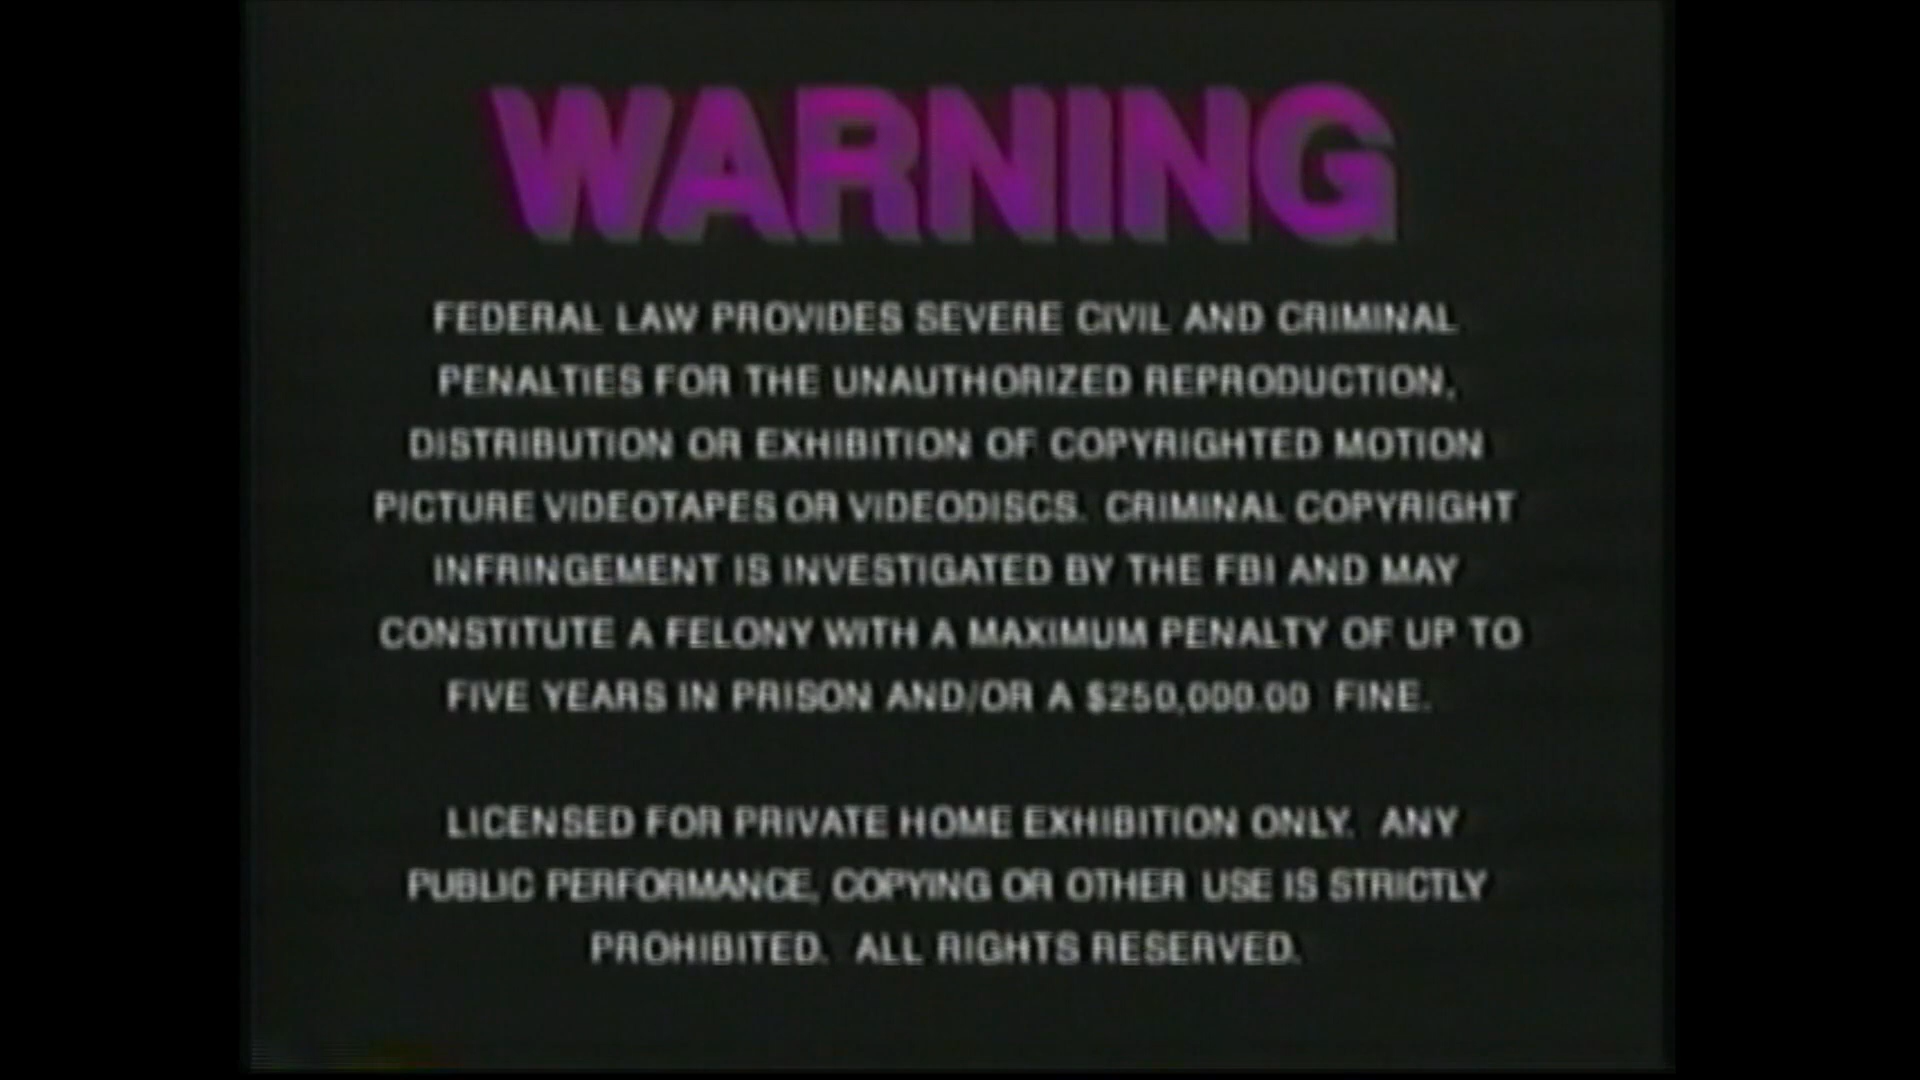 WARNING
FEDERAL LAW PROVIDES SEVERE CIVIL AND CRIMINAL
PENALTIES FOR THE UNAUTHORIZED REPRODUCTION,
DISTRIBUTION OR EXHIBITION OF COPYRIGHTED MOTION
PICTURE VIDEOTAPES OR VIDEODISCS. CRIMINAL COPYRIGHT
INFRINGEMENT IS INVESTIGATED BY THE FBI AND MAY
CONSTITUTE A FELONY WITH A MAXIMUM PENALTY OF UP TO
FIVE YEARS IN PRISON AND/OR A $250,000.00 FINE.
LICENSED FOR PRIVATE HOME EXHIBITION ONLY. ANY
PUBLIC PERFORMANCE, COPYING OR OTHER USE IS STRICTLY
PROHIBITED. ALL RIGHTS RESERVED.